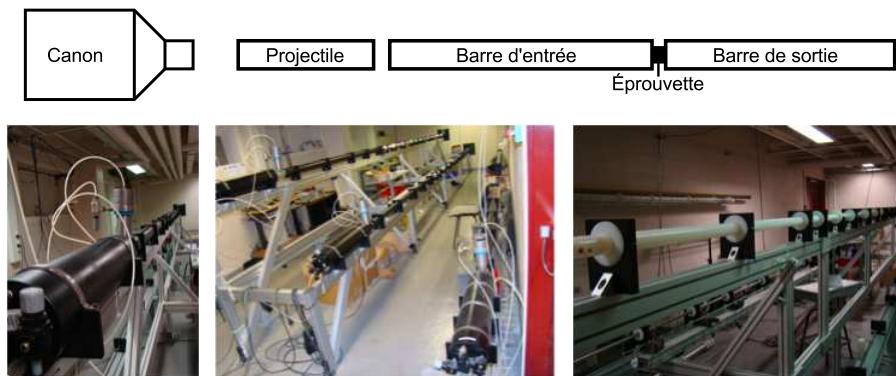 Canon
Projectile
Barre d'entrée
Barre de sortie
Éprouvette